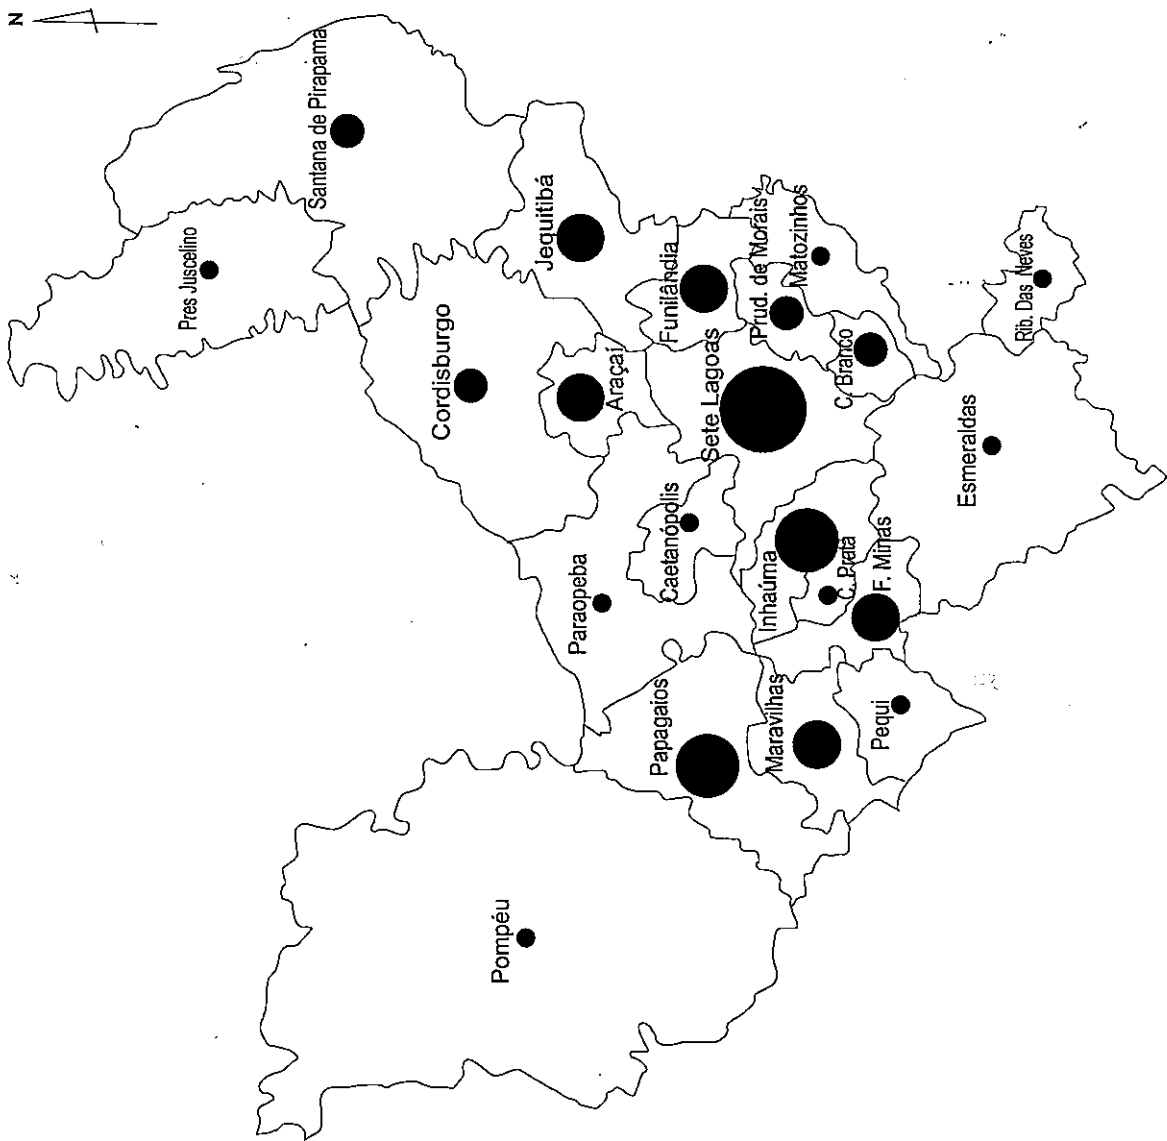 N
Santana de Pirapama
Pres Juscelino
Jequitibá
Cordisburgo
Funilândia
Prud. de Morais
Matozinhos
Araçaí
Sete Lagoas
C. Branco
Rib. Das Neves
Paraopeba
Caetanópolis
Inhaúma
C. Prata
F. Minas
Esmeraldas
Papagaios
Maravilhas
Pequi
Pompéu